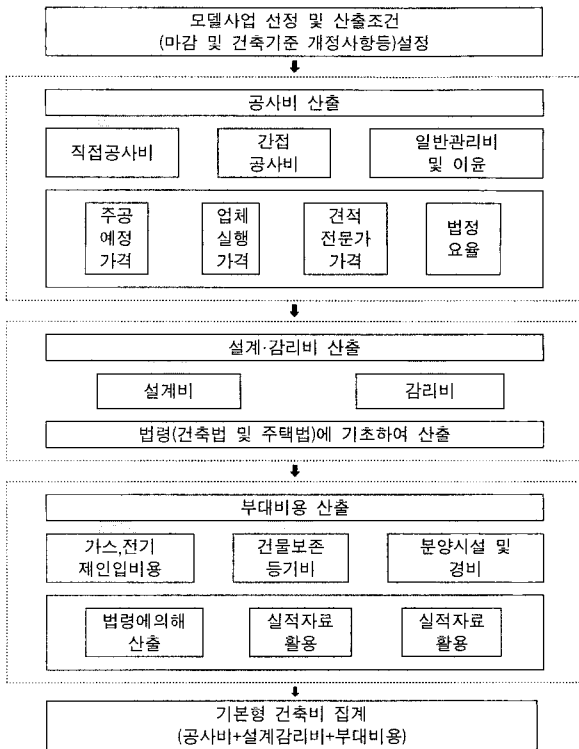 모델사업 선정 및 산출조건
(마감 및 건축기준 개정사항등)설정
공사비 산출
직접공사비
간접
공사비
일반관리비
및 이윤
주공
예정
가격
업체
실행
가격
견적
전문가
가격
법정
요율
설계·감리비 산출
설계비
감리비
법령(건축법 및 주택법)에 기초하여 산출
부대비용 산출
가스,전기
제인입비용
건물보존
등기비
분양시설 및
경비
법령에의해
산출
실적자료
활용
실적자료
활용
기본형 건축비 집계
(공사비+설계감리비+부대비용)